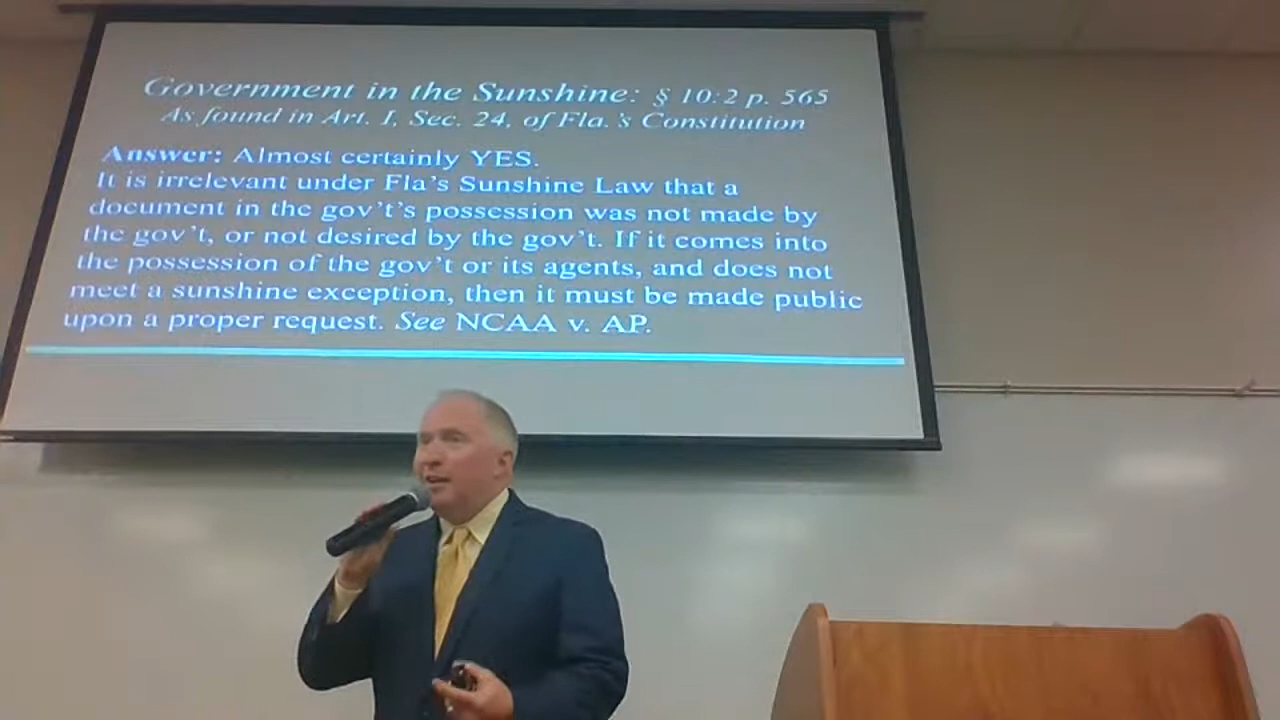 Government in the Sunshine: § 10:2 p. 565
As found in Art. I, Sec. 24, of Fla.'s Constitution
Answer: Almost certainly YES.
It is irrelevant under Fla's Sunshine Law that a
document in the gov't's possession was not made by
the gov't, or not desired by the gov't. If it comes into
the possession of the gov't or its agents, and does not
meet a sunshine exception, then it must be made public
upon a proper request. See NCAA v. AP.